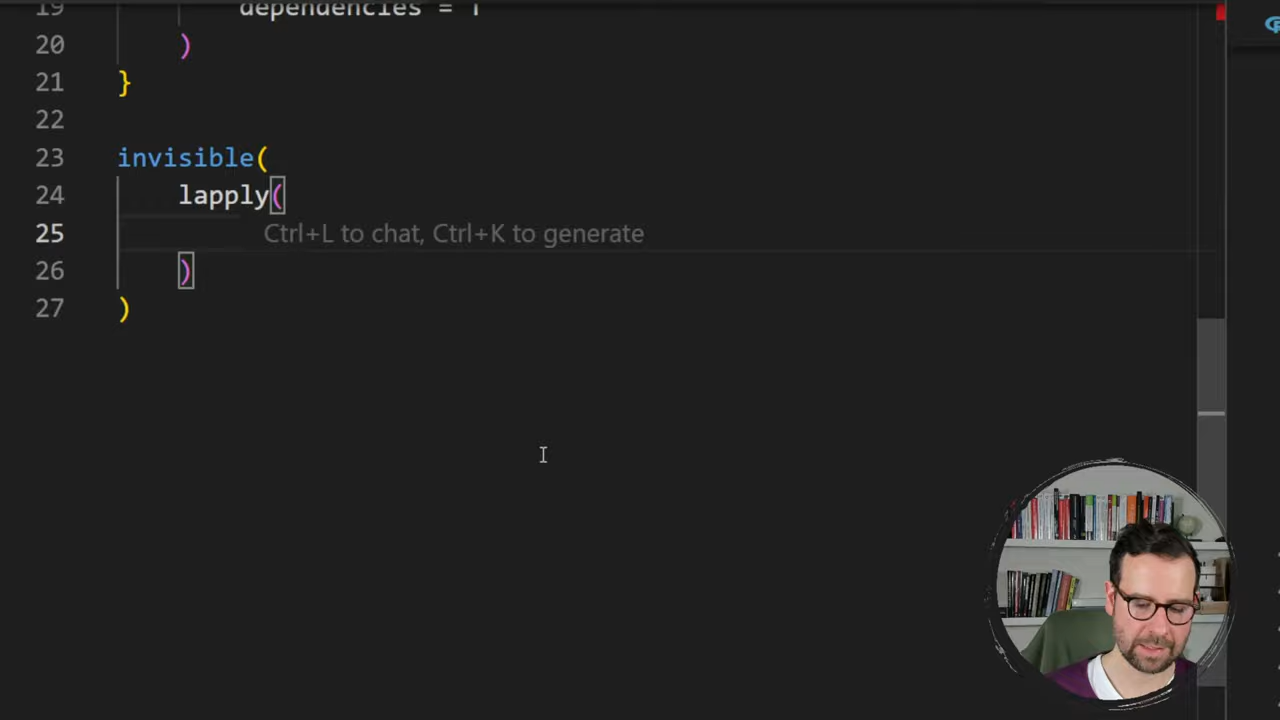 19 dependencies = T
20 )
21 }
22
23 invisible(
24 lapply(
25 Ctrl+L to chat, Ctrl+K to generate
26 )
27 )